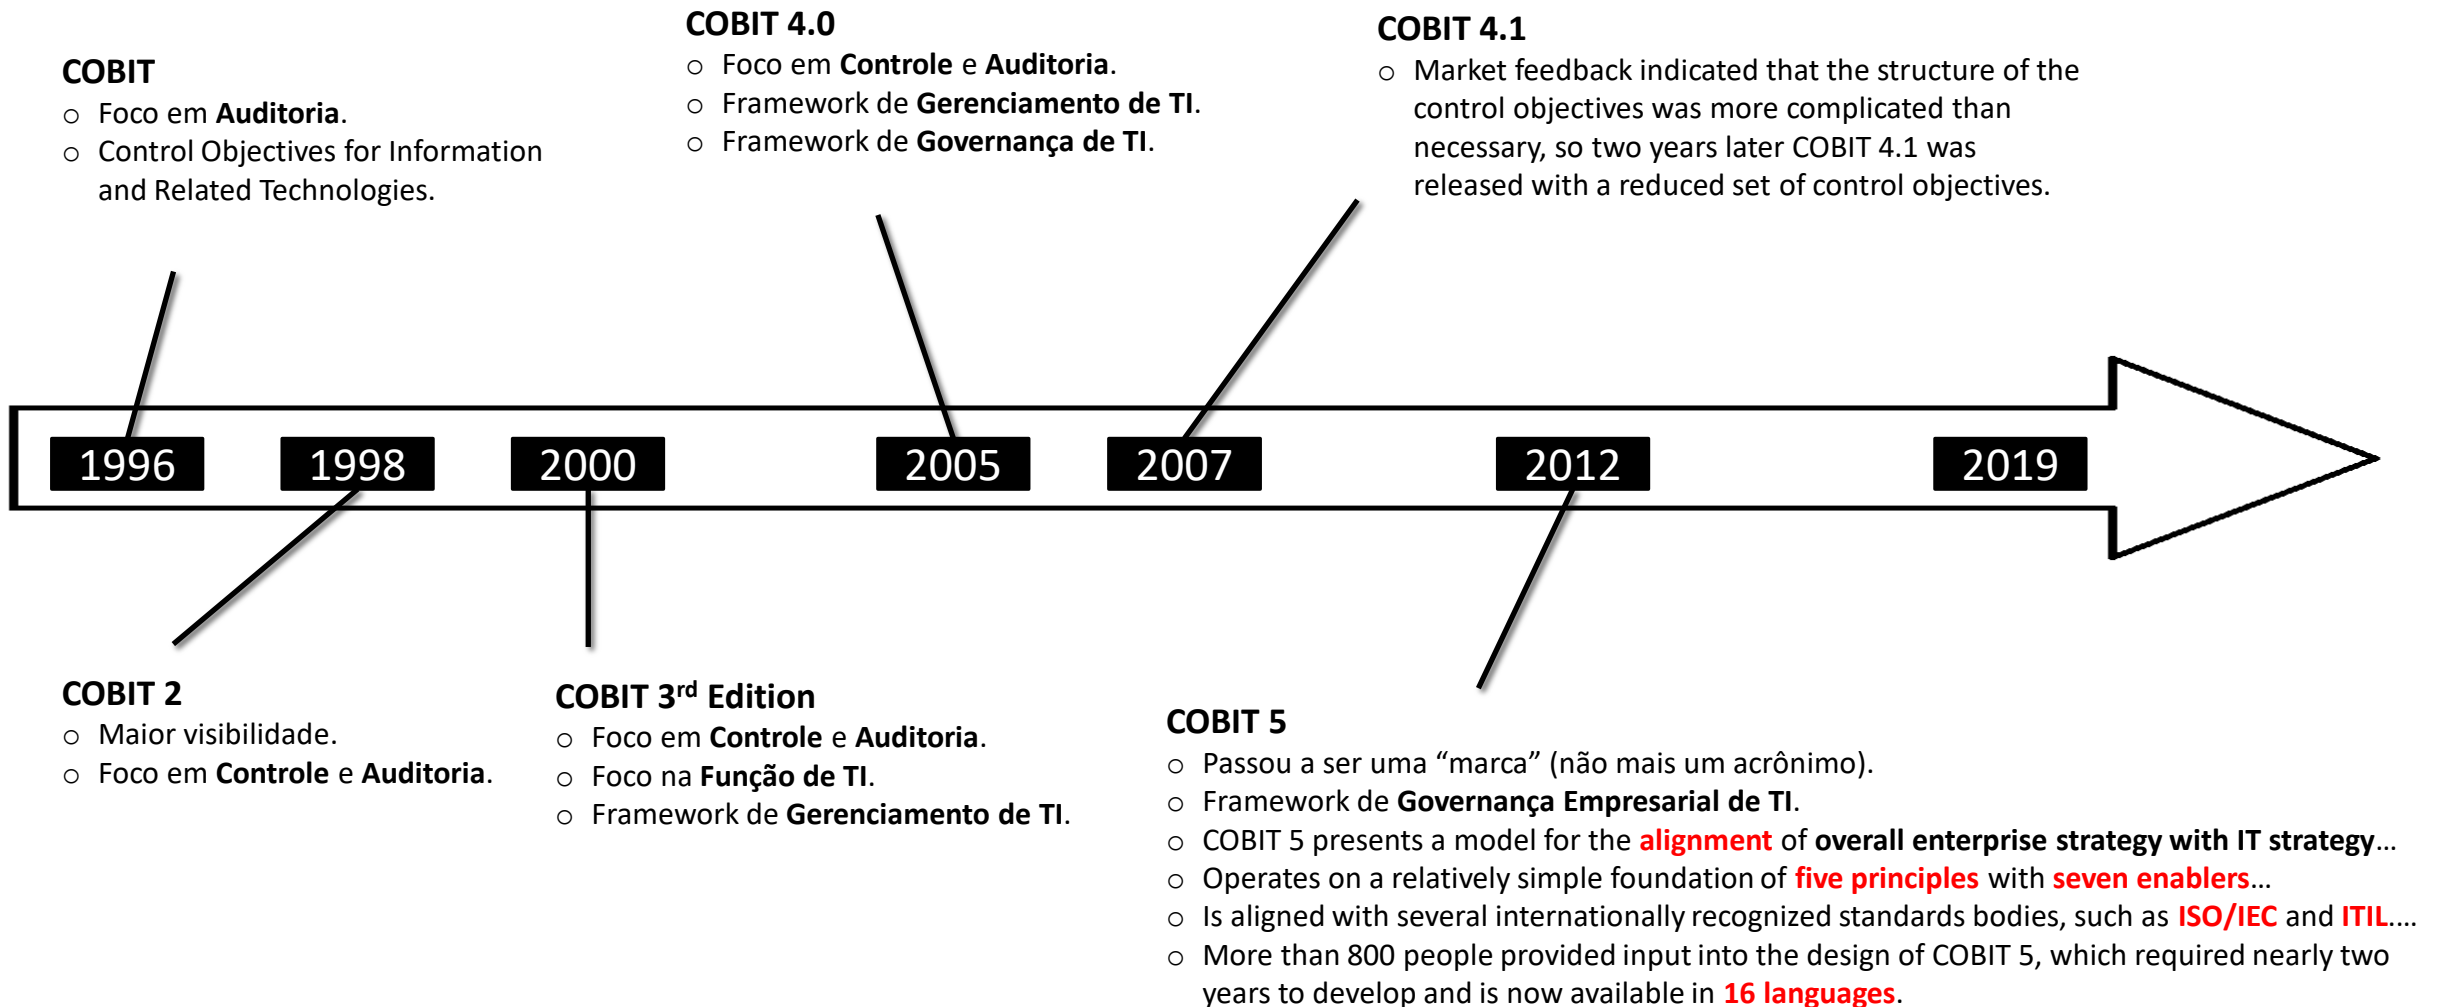 COBIT
○ Foco em Auditoria.
○ Control Objectives for Information
and Related Technologies.
COBIT 4.0
○ Foco em Controle e Auditoria.
○ Framework de Gerenciamento de TI.
○ Framework de Governança de TI.
COBIT 4.1
○ Market feedback indicated that the structure of the
control objectives was more complicated than
necessary, so two years later COBIT 4.1 was
released with a reduced set of control objectives.
1996
1998
2000
2005
2007
2012
2019
COBIT 2
○ Maior visibilidade.
○ Foco em Controle e Auditoria.
COBIT 3rd Edition
○ Foco em Controle e Auditoria.
○ Foco na Função de TI.
○ Framework de Gerenciamento de TI.
COBIT 5
○ Passou a ser uma “marca” (não mais um acrônimo).
○ Framework de Governança Empresarial de TI.
○ COBIT 5 presents a model for the alignment of overall enterprise strategy with IT strategy…
○ Operates on a relatively simple foundation of five principles with seven enablers…
○ Is aligned with several internationally recognized standards bodies, such as ISO/IEC and ITIL….
○ More than 800 people provided input into the design of COBIT 5, which required nearly two
years to develop and is now available in 16 languages.